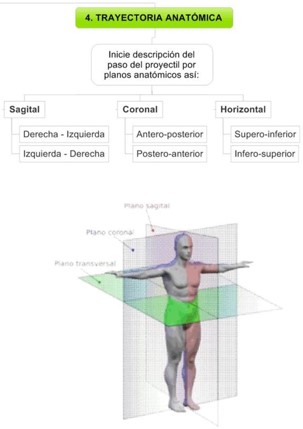 4. TRAYECTORIA ANATÓMICA
Inicie descripción del
paso del proyectil por
planos anatómicos así:
Sagital
Coronal
Horizontal
Derecha - Izquierda
Antero-posterior
Supero-inferior
Izquierda - Derecha
Postero-anterior
Infero-superior
Plano sagital
Plano coronal
Plano transversal